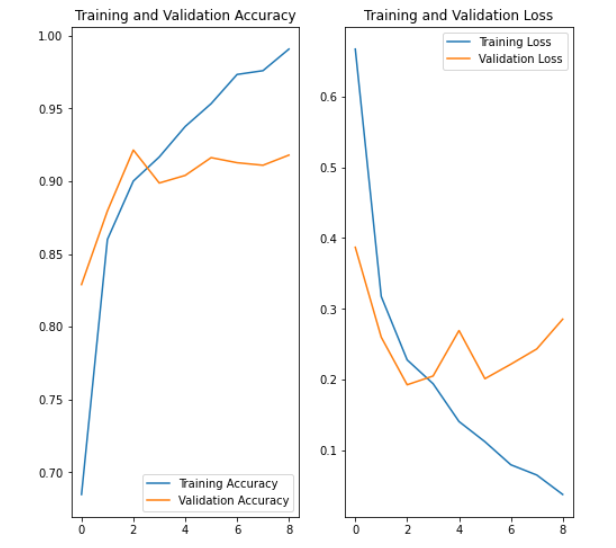 Training and Validation Accuracy
1.00
0.95
0.90
0.85
0.80
0.75
0.70
0 2 4 6 8
Training Accuracy
Validation Accuracy
Training and Validation Loss
Training Loss
Validation Loss
0.6
0.5
0.4
0.3
0.2
0.1
0 2 4 6 8